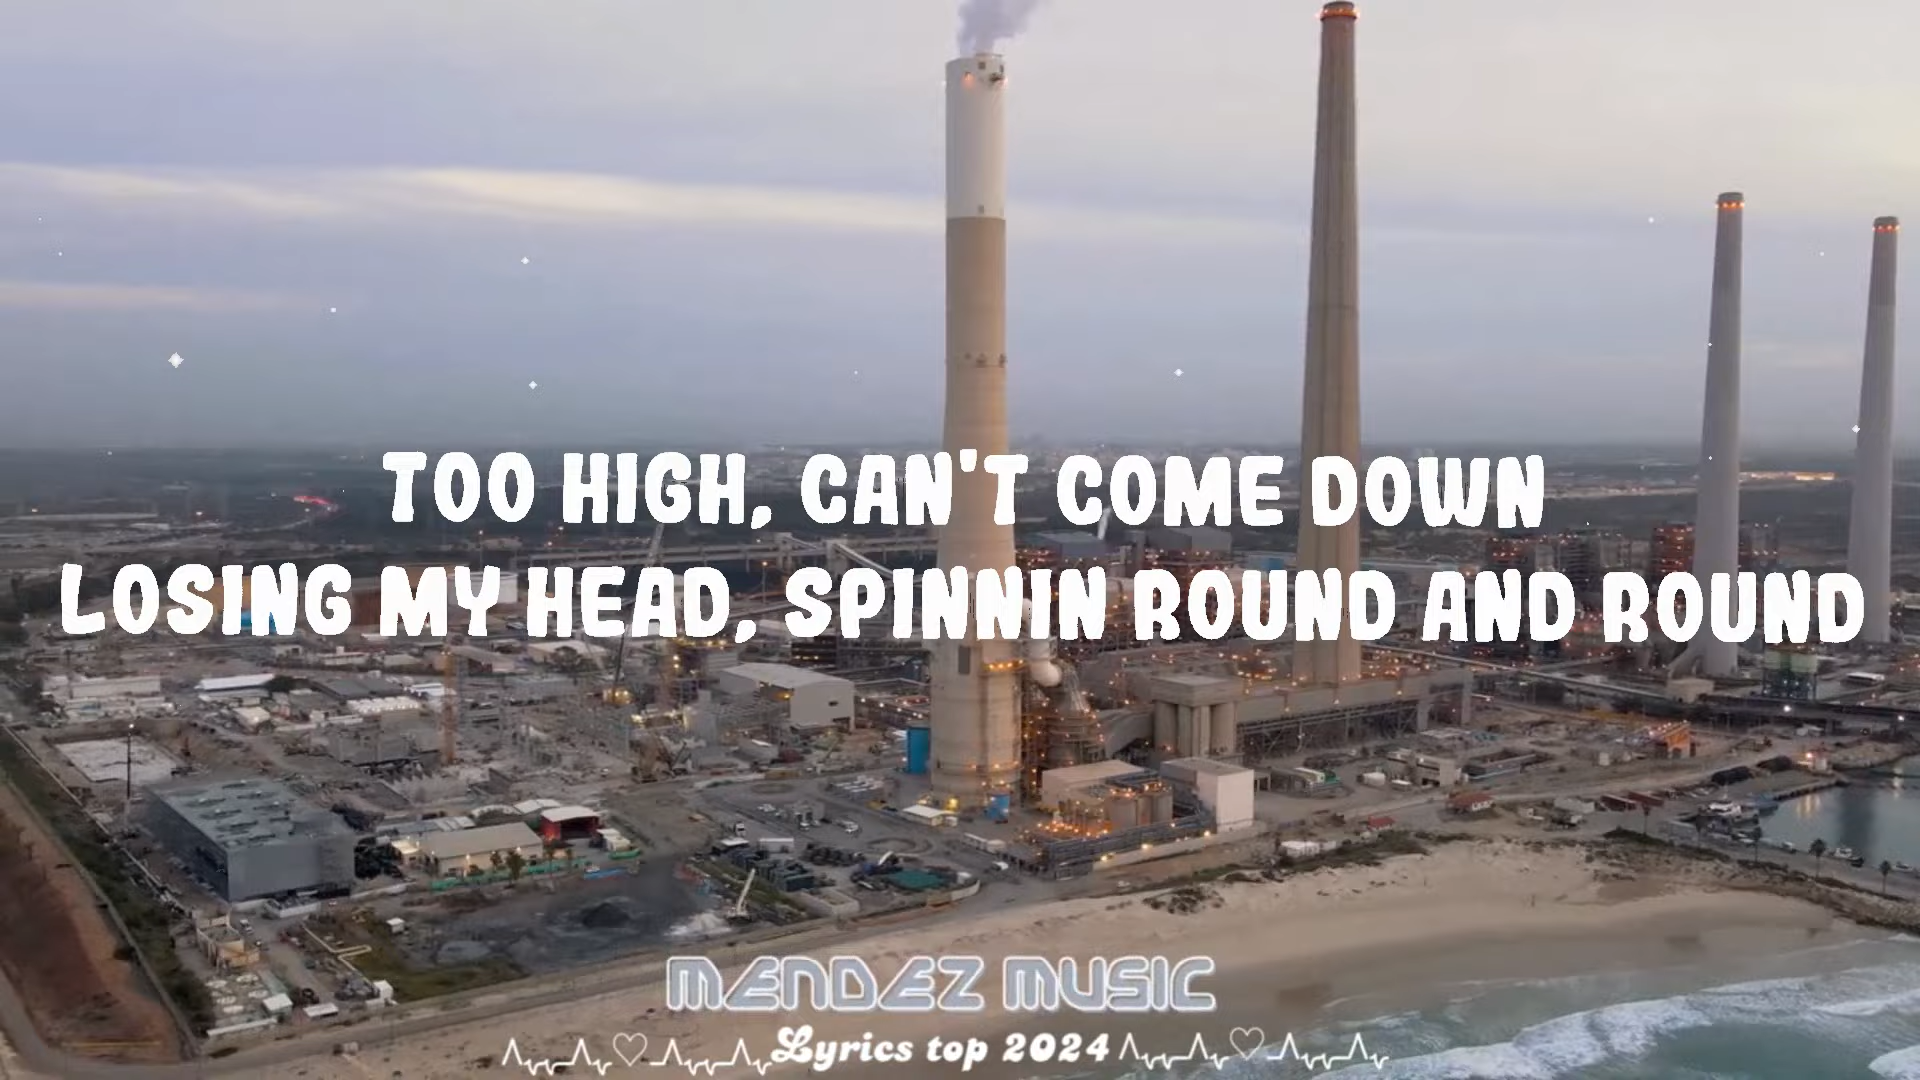 TOO HIGH, CAN'T COME DOWN
LOSING MY HEAD, SPINNIN ROUND AND ROUND
MENDEZ MUSIC
Lyrics top 2024